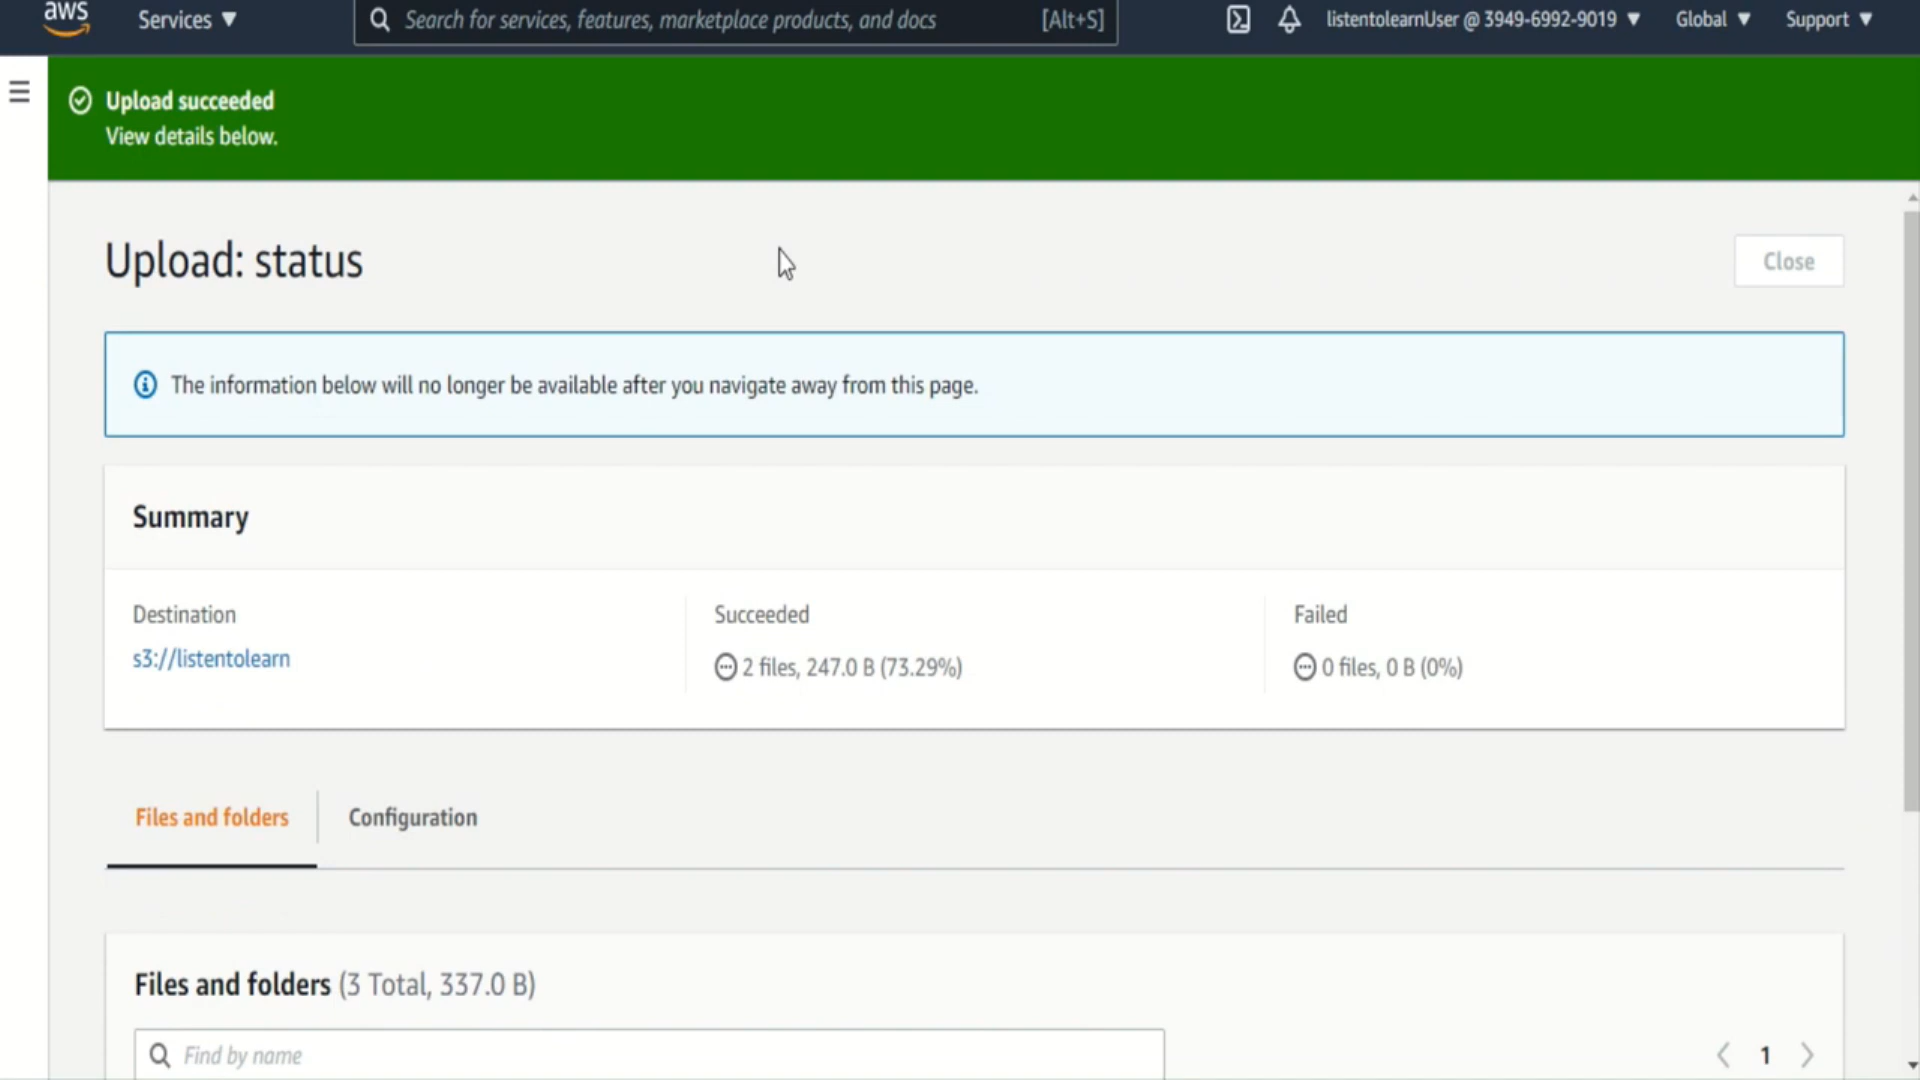 aws
Services ▼
Search for services, features, marketplace products, and docs [Alt+S]
listentolearnUser @ 3949-6992-9019 ▼
Global ▼
Support ▼
Upload succeeded
View details below.
Upload: status
Close
The information below will no longer be available after you navigate away from this page.
Summary
Destination
s3://listentolearn
Succeeded
2 files, 247.0 B (73.29%)
Failed
0 files, 0 B (0%)
Files and folders
Configuration
Files and folders (3 Total, 337.0 B)
Find by name
1